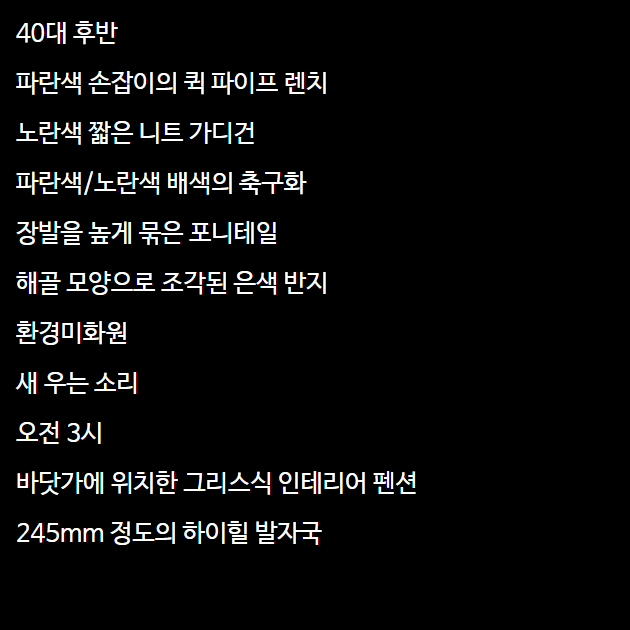 40대 후반
파란색 손잡이의 퀵 파이프 렌치
노란색 짧은 니트 가디건
파란색/노란색 배색의 축구화
장발을 높게 묶은 포니테일
해골 모양으로 조각된 은색 반지
환경미화원
새 우는 소리
오전 3시
바닷가에 위치한 그리스식 인테리어 펜션
245mm 정도의 하이힐 발자국